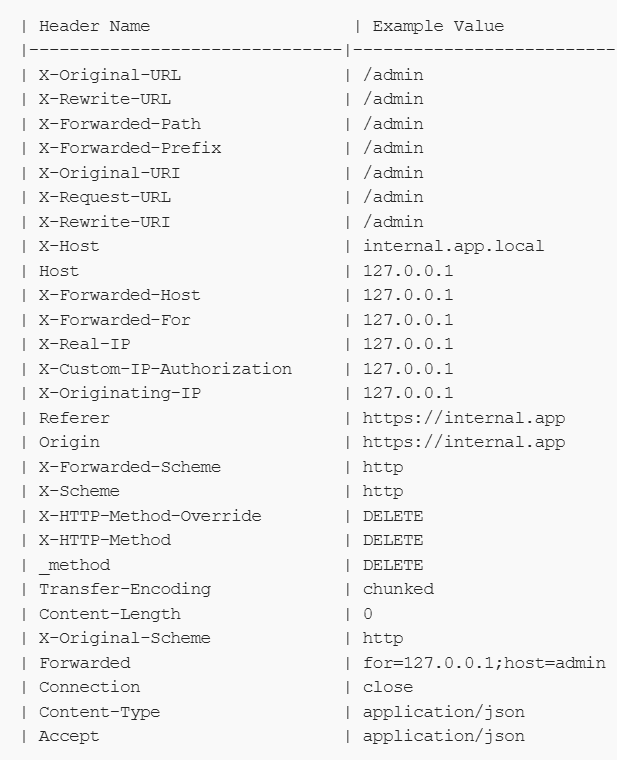 | Header Name                    | Example Value
|-------------------------------|--------------------------
| X-Original-URL                | /admin
| X-Rewrite-URL                 | /admin
| X-Forwarded-Path              | /admin
| X-Forwarded-Prefix            | /admin
| X-Original-URI                | /admin
| X-Request-URL                 | /admin
| X-Rewrite-URI                 | /admin
| X-Host                        | internal.app.local
| Host                          | 127.0.0.1
| X-Forwarded-Host              | 127.0.0.1
| X-Forwarded-For               | 127.0.0.1
| X-Real-IP                     | 127.0.0.1
| X-Custom-IP-Authorization     | 127.0.0.1
| X-Originating-IP              | 127.0.0.1
| Referer                       | https://internal.app
| Origin                        | https://internal.app
| X-Forwarded-Scheme            | http
| X-Scheme                      | http
| X-HTTP-Method-Override        | DELETE
| X-HTTP-Method                 | DELETE
| _method                       | DELETE
| Transfer-Encoding             | chunked
| Content-Length                | 0
| X-Original-Scheme             | http
| Forwarded                     | for=127.0.0.1;host=admin
| Connection                    | close
| Content-Type                  | application/json
| Accept                        | application/json